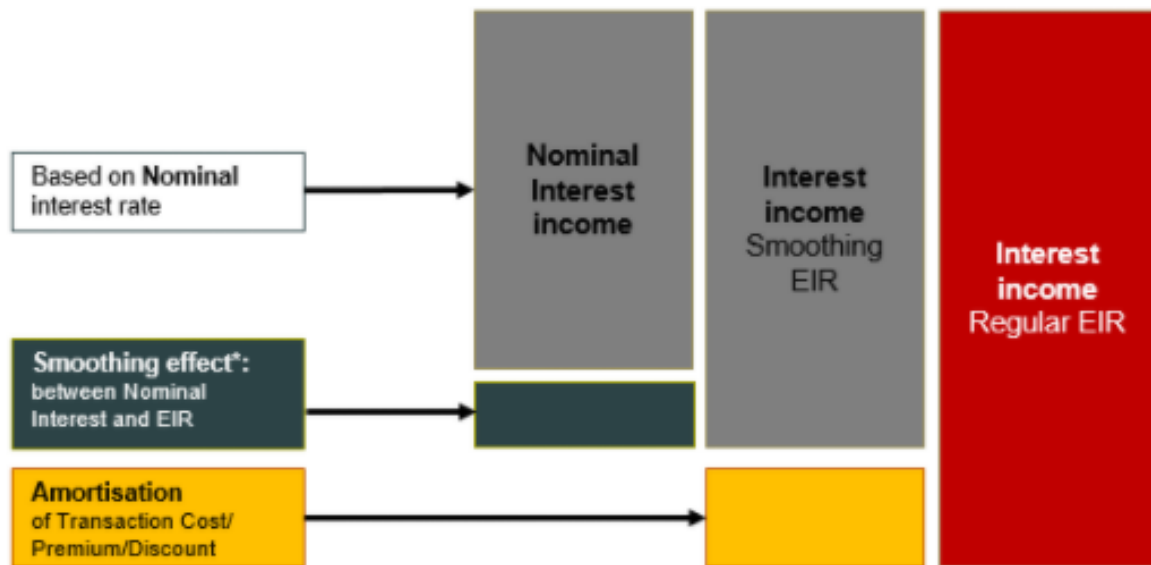 Based on Nominal
interest rate
Nominal
Interest
income
Interest
income
Smoothing
EIR
Interest
income
Regular EIR
Smoothing effect*:
between Nominal
Interest and EIR
Amortisation
of Transaction Cost/
Premium/Discount